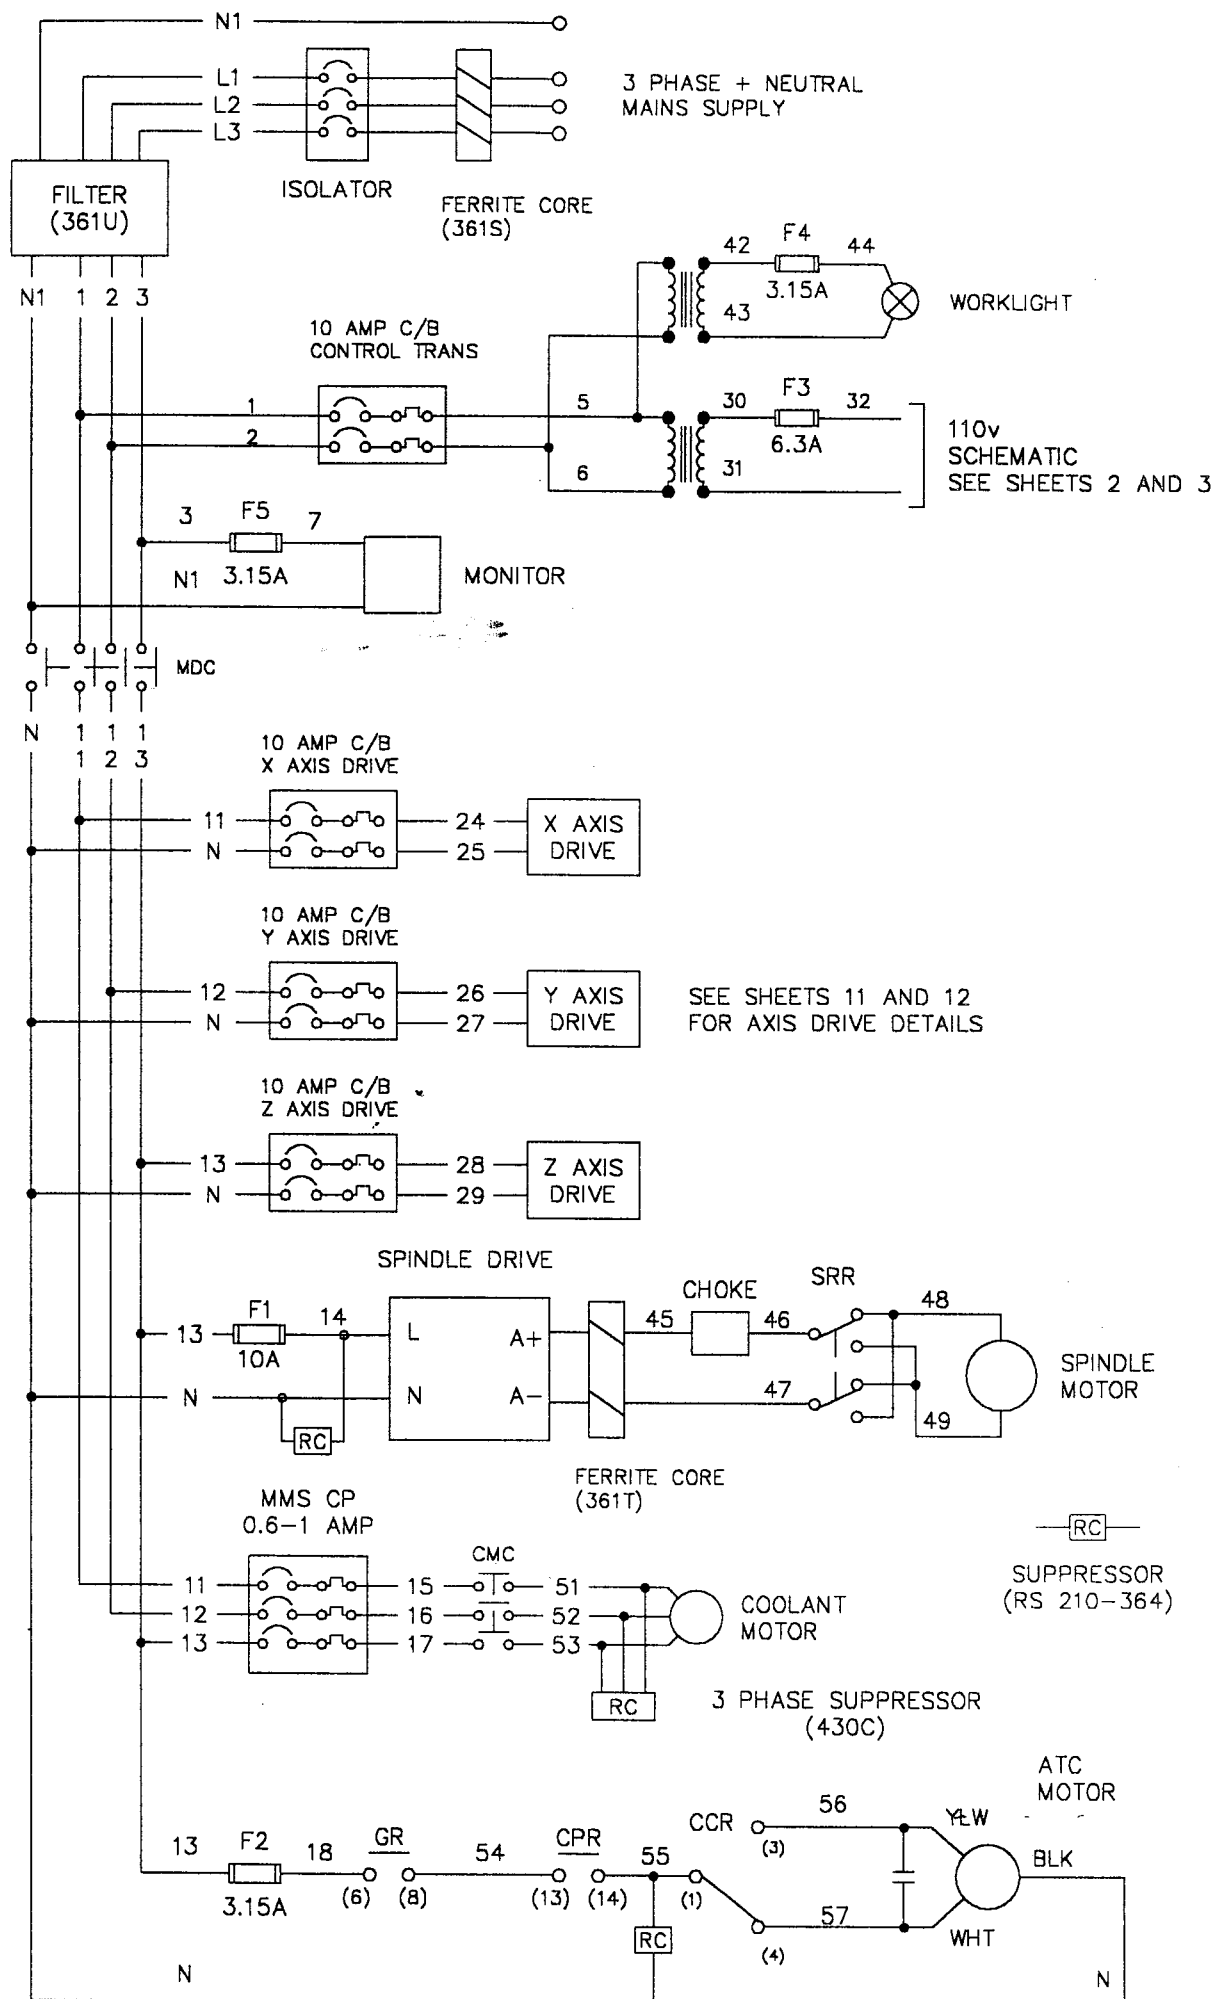 N1
L1
L2
L3
3 PHASE + NEUTRAL
MAINS SUPPLY
FILTER
(361U)
ISOLATOR
FERRITE CORE
(361S)
N1 1 2 3
42 F4 44
3.15A
43
WORKLIGHT
10 AMP C/B
CONTROL TRANS
1
2
5
6
30 F3 32
6.3A
31
110v
SCHEMATIC
SEE SHEETS 2 AND 3
3 F5 7
N1 3.15A
MONITOR
MDC
N 1 1 1
1 2 3
10 AMP C/B
X AXIS DRIVE
11 24
N 25
X AXIS
DRIVE
10 AMP C/B
Y AXIS DRIVE
12 26
N 27
Y AXIS
DRIVE
SEE SHEETS 11 AND 12
FOR AXIS DRIVE DETAILS
10 AMP C/B
Z AXIS DRIVE
13 28
N 29
Z AXIS
DRIVE
SPINDLE DRIVE
13 F1 14
10A
N
RC
L A+
N A-
FERRITE CORE
(361T)
45 CHOKE 46
47
SRR
48
49
SPINDLE
MOTOR
MMS CP
0.6-1 AMP
11 15 51
12 16 52
13 17 53
CMC
COOLANT
MOTOR
RC
3 PHASE SUPPRESSOR
(430C)
RC
SUPPRESSOR
(RS 210-364)
13 F2 18
3.15A
GR
(6) (8)
54
CPR
(13) (14)
55
(1)
CCR
(3)
(4)
56
57
RC
YLW
WHT
BLK
ATC
MOTOR
N
N